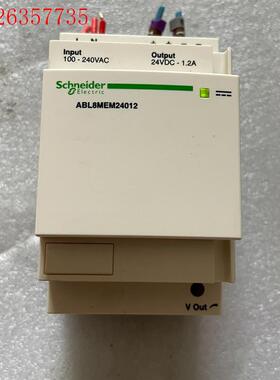 26357735
L N
Input
100 - 240VAC
Output
24VDC - 1.2A
Schneider
Electric
ABL8MEM24012
V Out